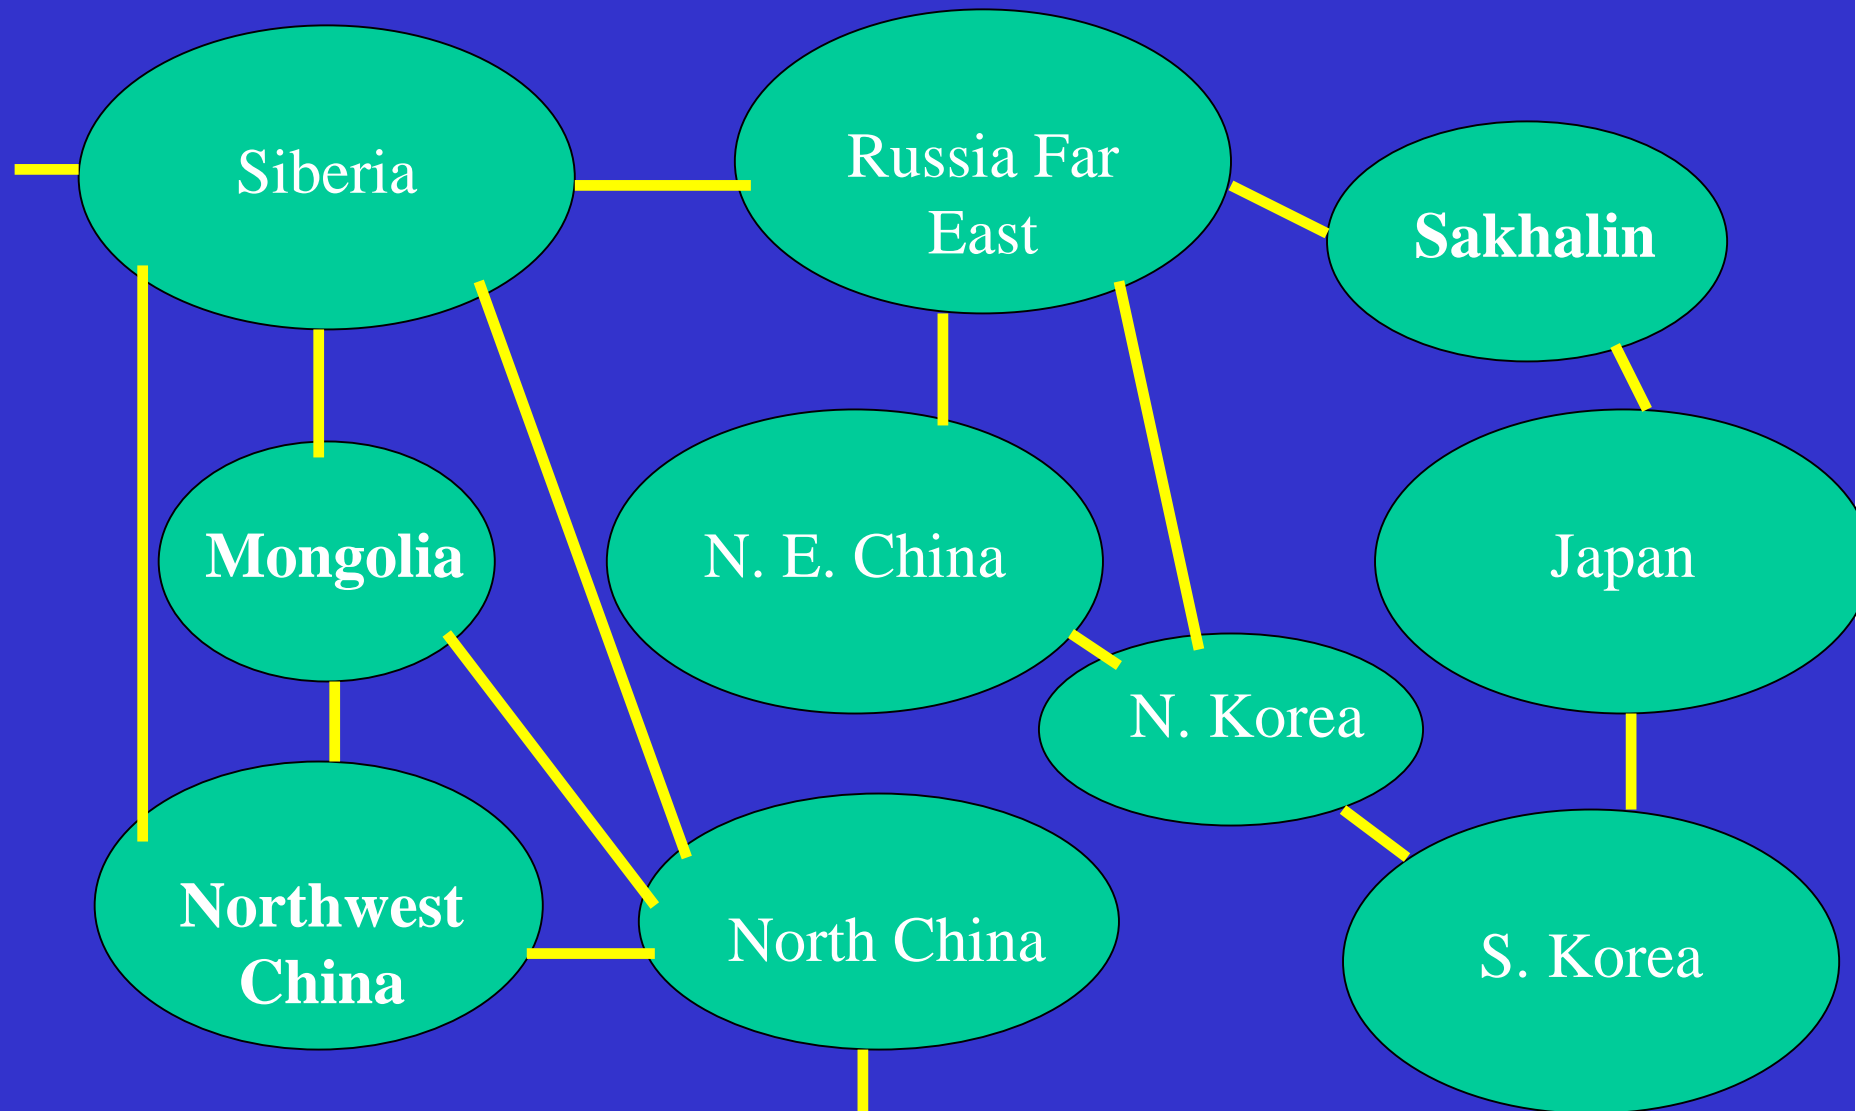 Siberia
Russia Far
East
Sakhalin
Mongolia
N. E. China
Japan
N. Korea
Northwest
China
North China
S. Korea